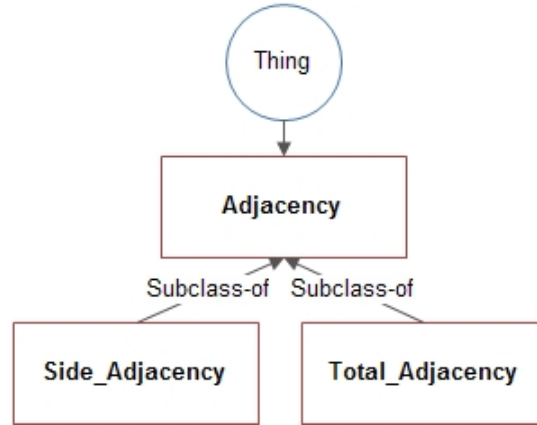 Thing
Adjacency
Subclass-of Subclass-of
Side_Adjacency Total_Adjacency